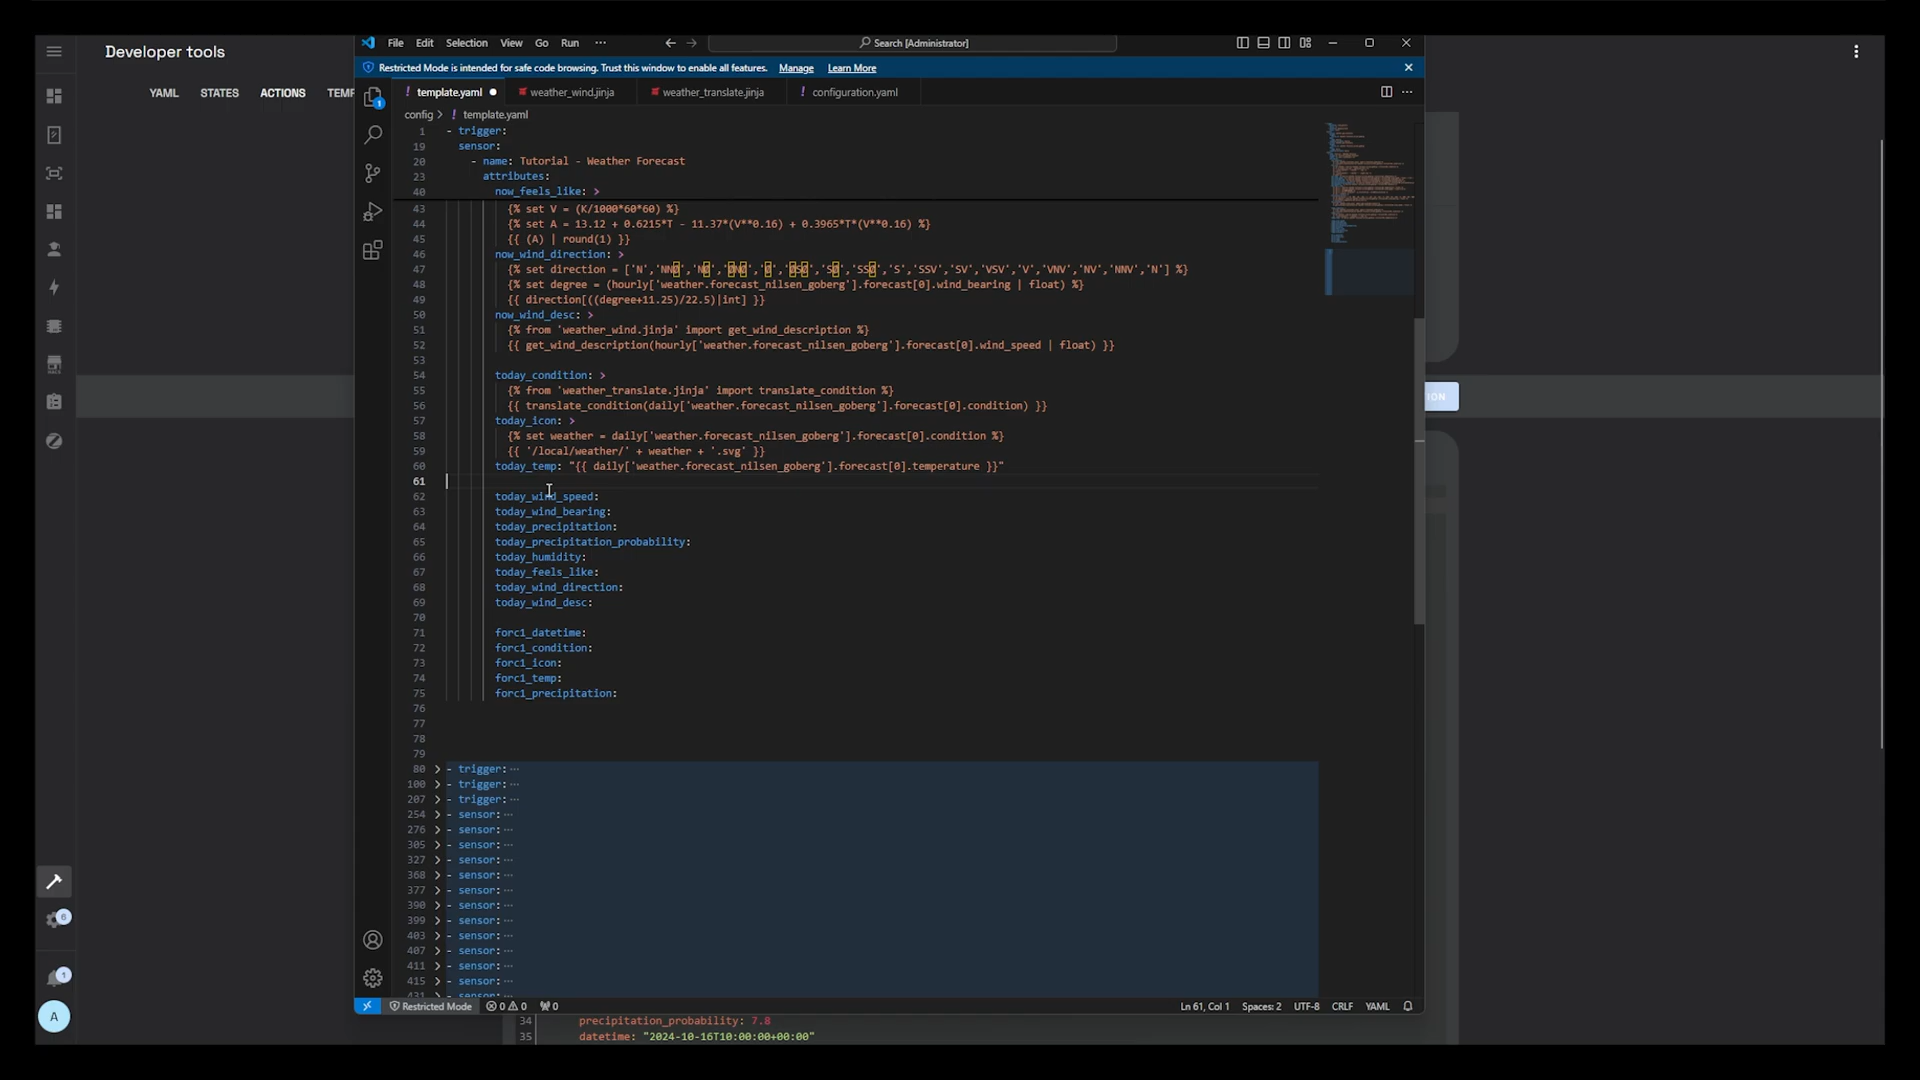 Developer tools
YAML STATES ACTIONS TEMP
File Edit Selection View Go Run ···
Search [Administrator]
Restricted Mode is intended for safe code browsing. Trust this window to enable all features. Manage Learn More
! template.yaml weather_wind.jinja weather_translate.jinja ! configuration.yaml
config > ! template.yaml
1 - trigger:
19 sensor:
20 - name: Tutorial - Weather Forecast
23 attributes:
40 now_feels_like: >
43 {% set V = (K/1000*60*60) %}
44 {% set A = 13.12 + 0.6215*T - 11.37*(V**0.16) + 0.3965*T*(V**0.16) %}
45 {{ (A) | round(1) }}
46 now_wind_direction: >
47 {% set direction = ['N','NNØ','NØ','ØNØ','Ø','ØSØ','SØ','SSØ','S','SSV','SV','VSV','V','VNV','NV','NNV','N'] %}
48 {% set degree = (hourly['weather.forecast_nilsen_goberg'].forecast[0].wind_bearing | float) %}
49 {{ direction[((degree+11.25)/22.5)|int] }}
50 now_wind_desc: >
51 {% from 'weather_wind.jinja' import get_wind_description %}
52 {{ get_wind_description(hourly['weather.forecast_nilsen_goberg'].forecast[0].wind_speed | float) }}
53
54 today_condition: >
55 {% from 'weather_translate.jinja' import translate_condition %}
56 {{ translate_condition(daily['weather.forecast_nilsen_goberg'].forecast[0].condition) }}
57 today_icon: >
58 {% set weather = daily['weather.forecast_nilsen_goberg'].forecast[0].condition %}
59 {{ '/local/weather/' + weather + '.svg' }}
60 today_temp: "{{ daily['weather.forecast_nilsen_goberg'].forecast[0].temperature }}"
61
62 today_wind_speed:
63 today_wind_bearing:
64 today_precipitation:
65 today_precipitation_probability:
66 today_humidity:
67 today_feels_like:
68 today_wind_direction:
69 today_wind_desc:
70
71 forc1_datetime:
72 forc1_condition:
73 forc1_icon:
74 forc1_temp:
75 forc1_precipitation:
76
77
78
79
80 > - trigger: ···
100 > - trigger: ···
207 > - trigger: ···
254 > - sensor: ···
276 > - sensor: ···
305 > - sensor: ···
327 > - sensor: ···
368 > - sensor: ···
377 > - sensor: ···
390 > - sensor: ···
399 > - sensor: ···
403 > - sensor: ···
407 > - sensor: ···
411 > - sensor: ···
415 > - sensor: ···
431 > - sensor: ···
Restricted Mode 0 0 0 Ln 61, Col 1 Spaces: 2 UTF-8 CRLF YAML
34 precipitation_probability: 7.8
35 datetime: "2024-10-16T10:00:00+00:00"
ION
HACS
6
1
A
1